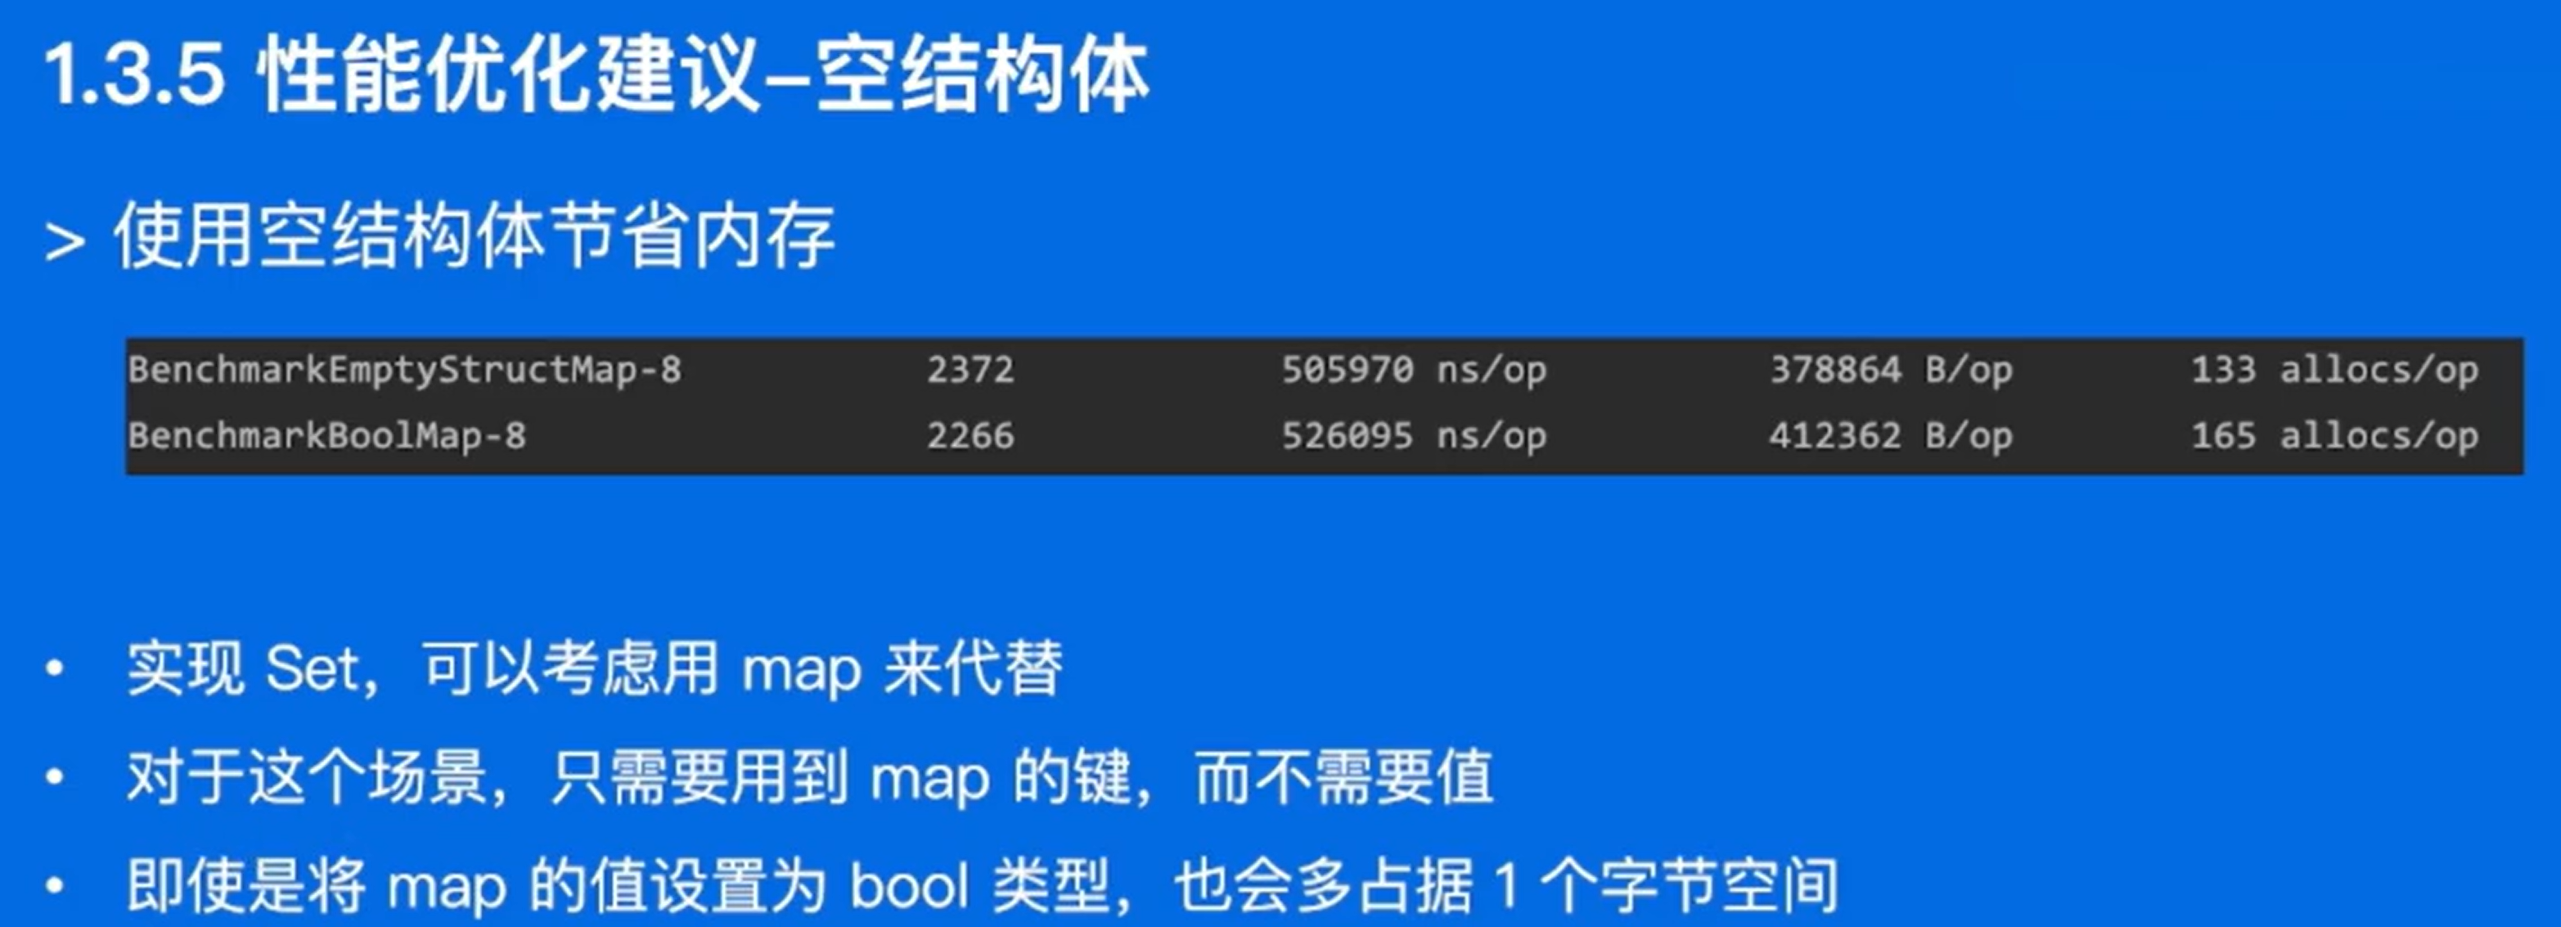 1.3.5 性能优化建议–空结构体
> 使用空结构体节省内存
BenchmarkEmptyStructMap-8 2372 505970 ns/op 378864 B/op 133 allocs/op
BenchmarkBoolMap-8 2266 526095 ns/op 412362 B/op 165 allocs/op
• 实现 Set，可以考虑用 map 来代替
• 对于这个场景，只需要用到 map 的键，而不需要值
• 即使是将 map 的值设置为 bool 类型，也会多占据 1 个字节空间